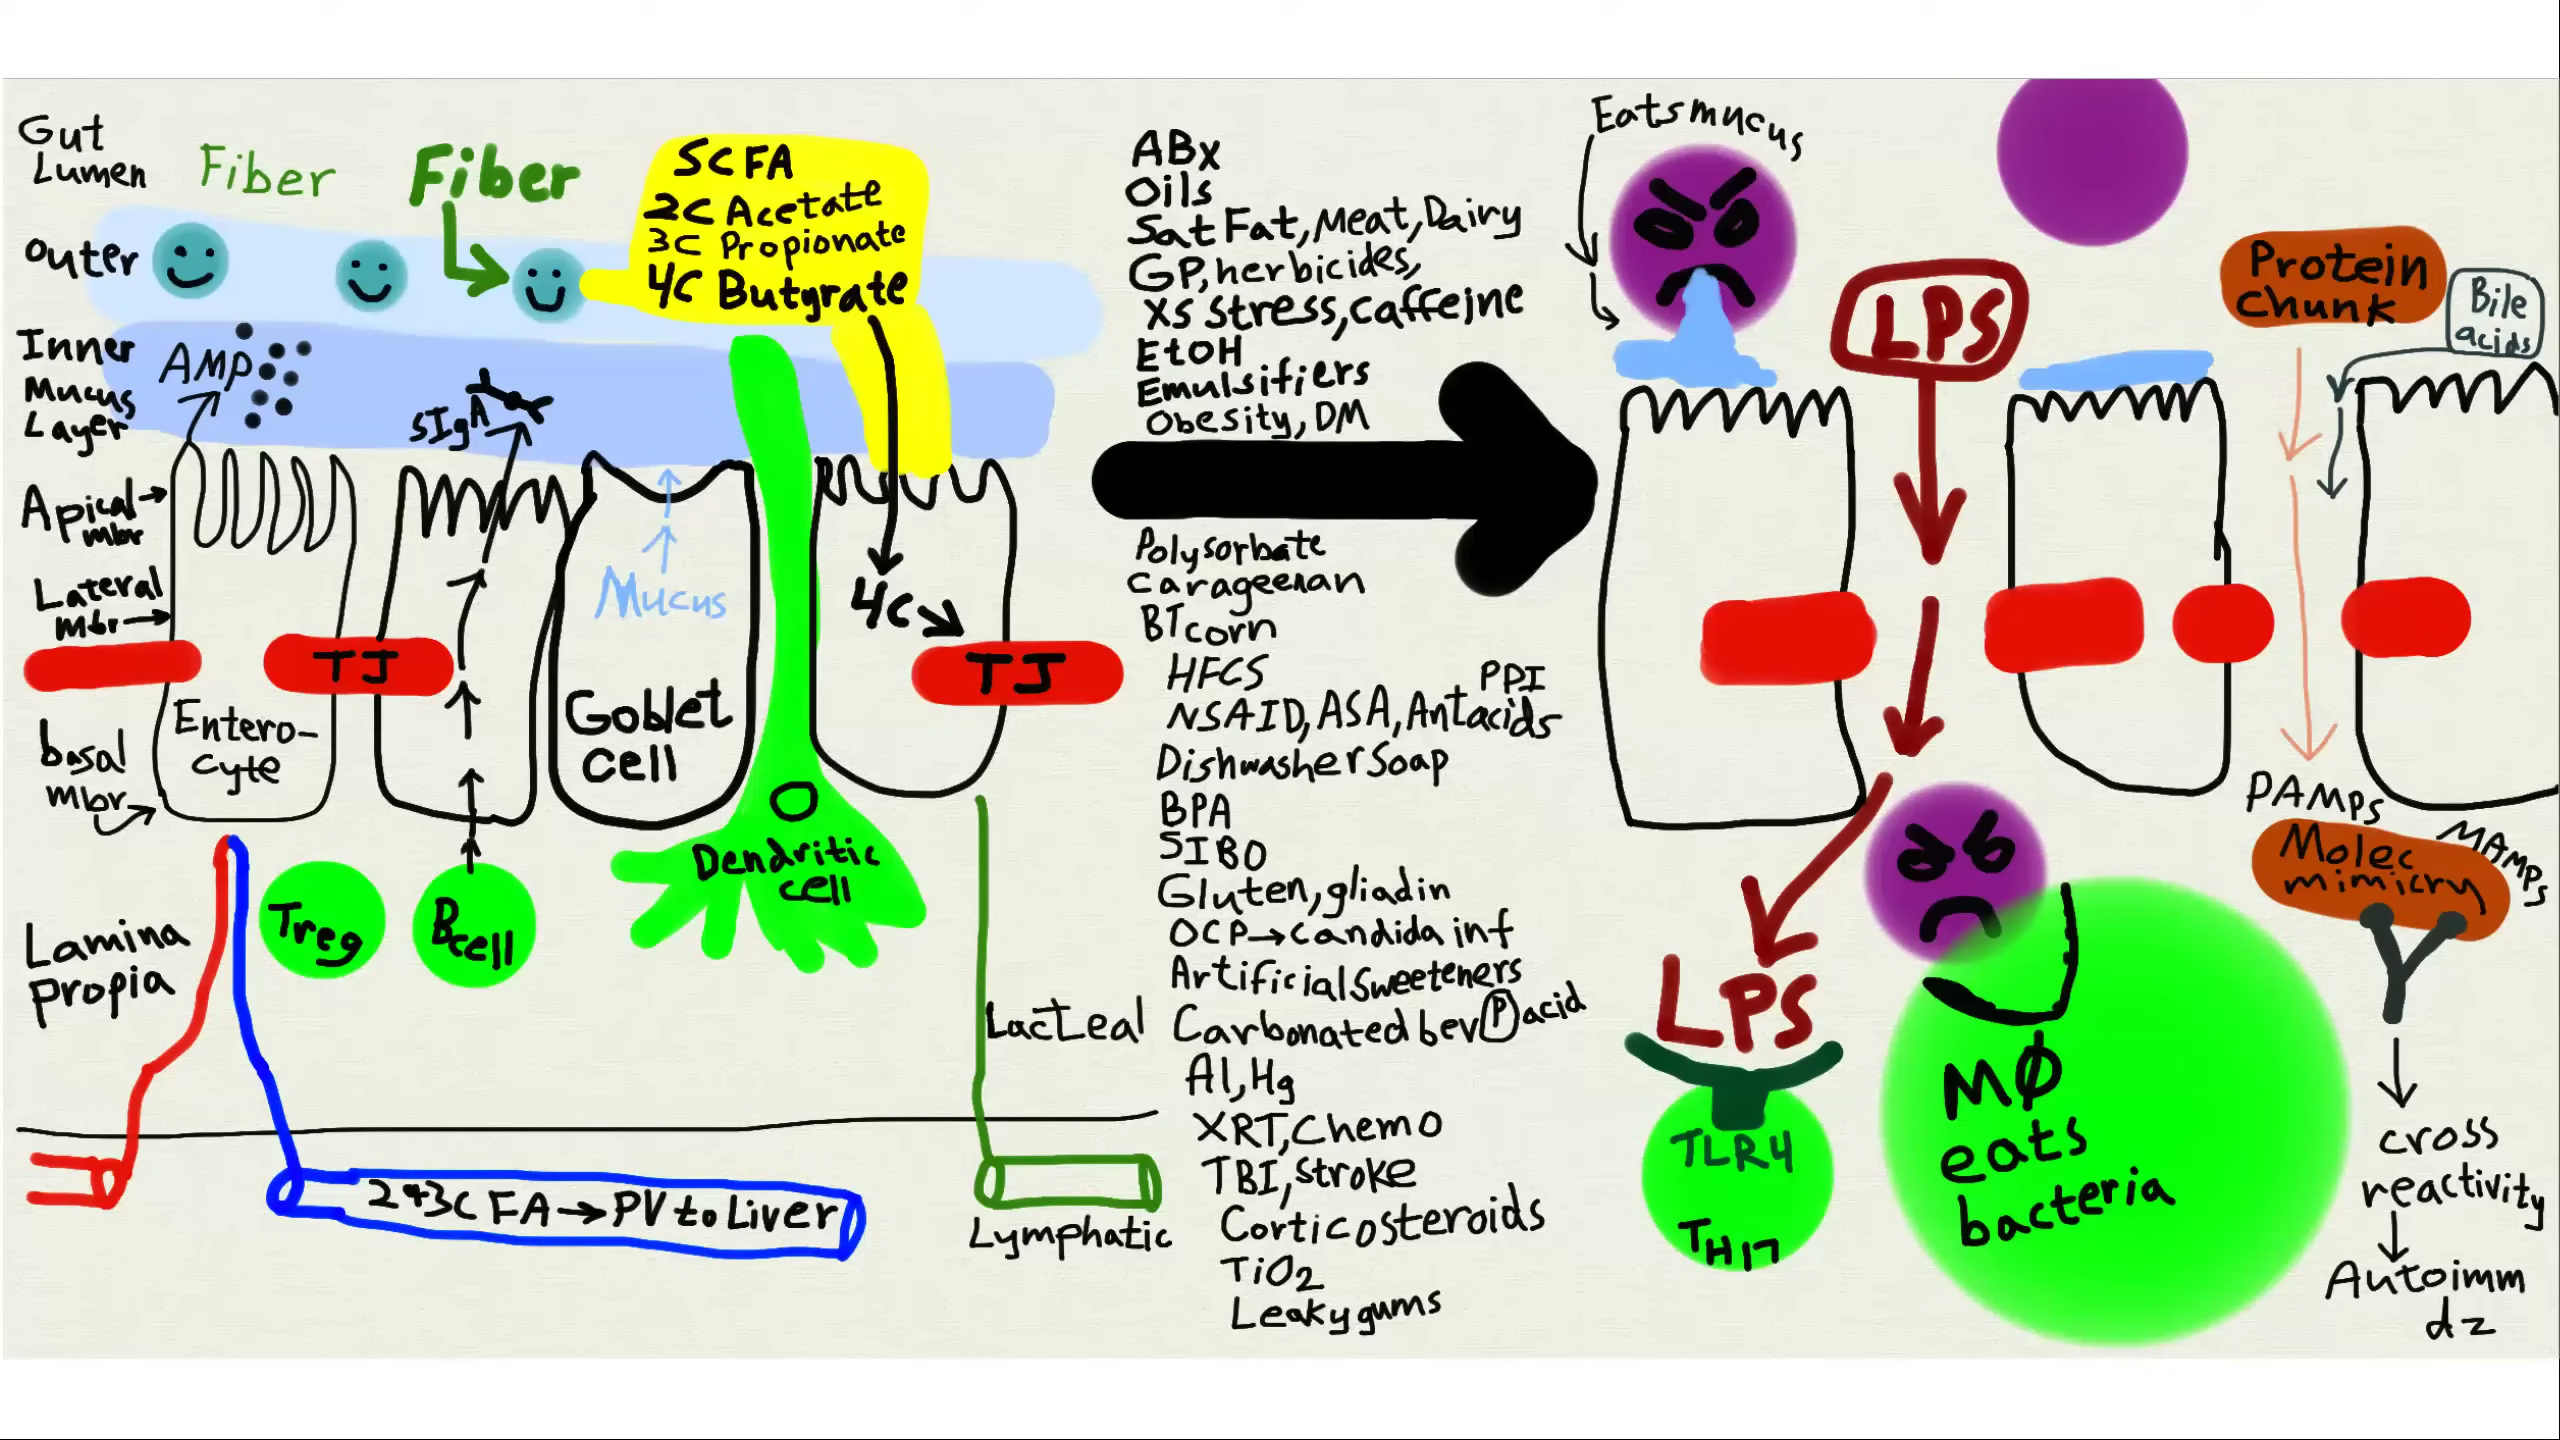 Gut
Lumen
Fiber
Fiber
SCFA
2C Acetate
3C Propionate
4C Butyrate
outer
Inner
Mucus
Layer
AMP
sIgA
Apical
mbr
Lateral
mbr
basal
mbr
Mucus
4C
TJ
TJ
Entero-
cyte
Goblet
cell
Dendritic
cell
Treg
Bcell
Lamina
propia
Lacteal
2+3C FA→PV to Liver
Lymphatic
ABx
Oils
Sat Fat, Meat, Dairy
GP, herbicides,
XS stress, caffeine
EtOH
Emulsifiers
Obesity, DM
Polysorbate
carageenan
BT corn
HFCS
PPI
NSAID, ASA, Antacids
Dishwasher Soap
BPA
SIBO
Gluten, gliadin
OCP→candida inf
Artificial Sweeteners
Carbonated bev P acid
Al, Hg
XRT, Chemo
TBI, stroke
Corticosteroids
TiO2
Leaky gums
Eats mucus
LPS
Protein
Chunk
Bile
acids
PAMPs
MAMPs
Molec
mimicry
LPS
TLR4
TH17
MØ
eats
bacteria
cross
reactivity
Autoimm
dz